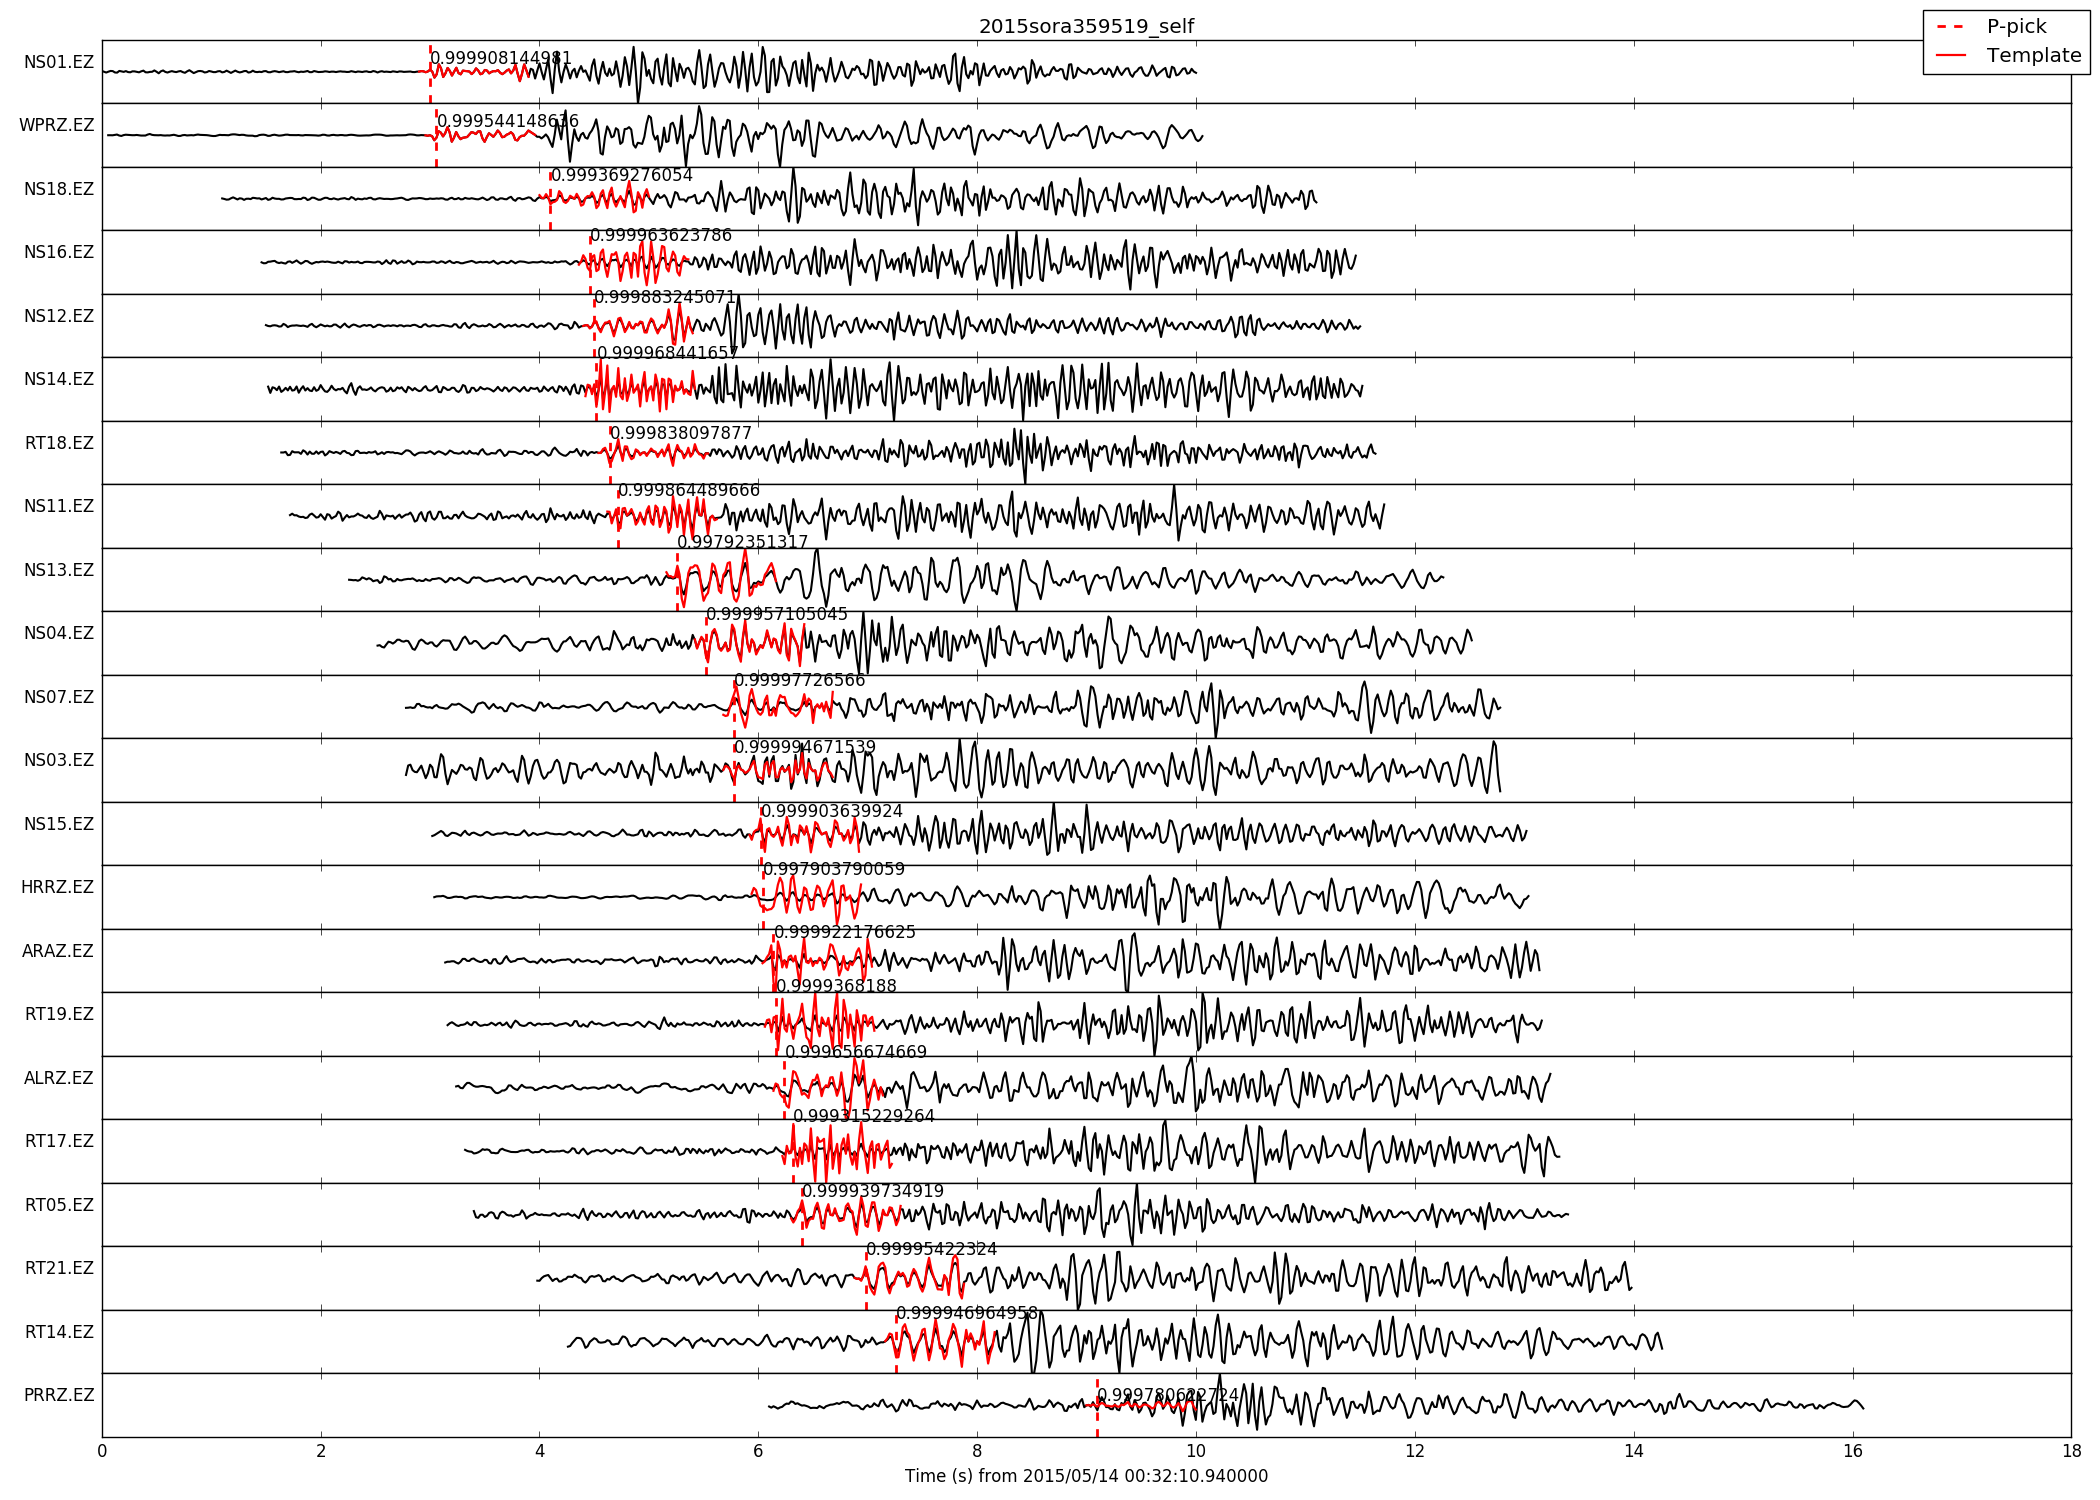 2015sora359519_self
P-pick
Template
NS01.EZ
0.999908144981
WPRZ.EZ
0.999544148636
NS18.EZ
0.999369276054
NS16.EZ
0.999963623786
NS12.EZ
0.999883245071
NS14.EZ
0.999968441657
RT18.EZ
0.999838097877
NS11.EZ
0.999864489666
NS13.EZ
0.99792351317
NS04.EZ
0.999957105045
NS07.EZ
0.99997726566
NS03.EZ
0.999994671539
NS15.EZ
0.999903639924
HRRZ.EZ
0.997903790059
ARAZ.EZ
0.999922176625
RT19.EZ
0.9999368188
ALRZ.EZ
0.999656674669
RT17.EZ
0.999315229264
RT05.EZ
0.999939734919
RT21.EZ
0.99995422324
RT14.EZ
0.999946964958
PRRZ.EZ
0.999780622724
0 2 4 6 8 10 12 14 16 18
Time (s) from 2015/05/14 00:32:10.940000